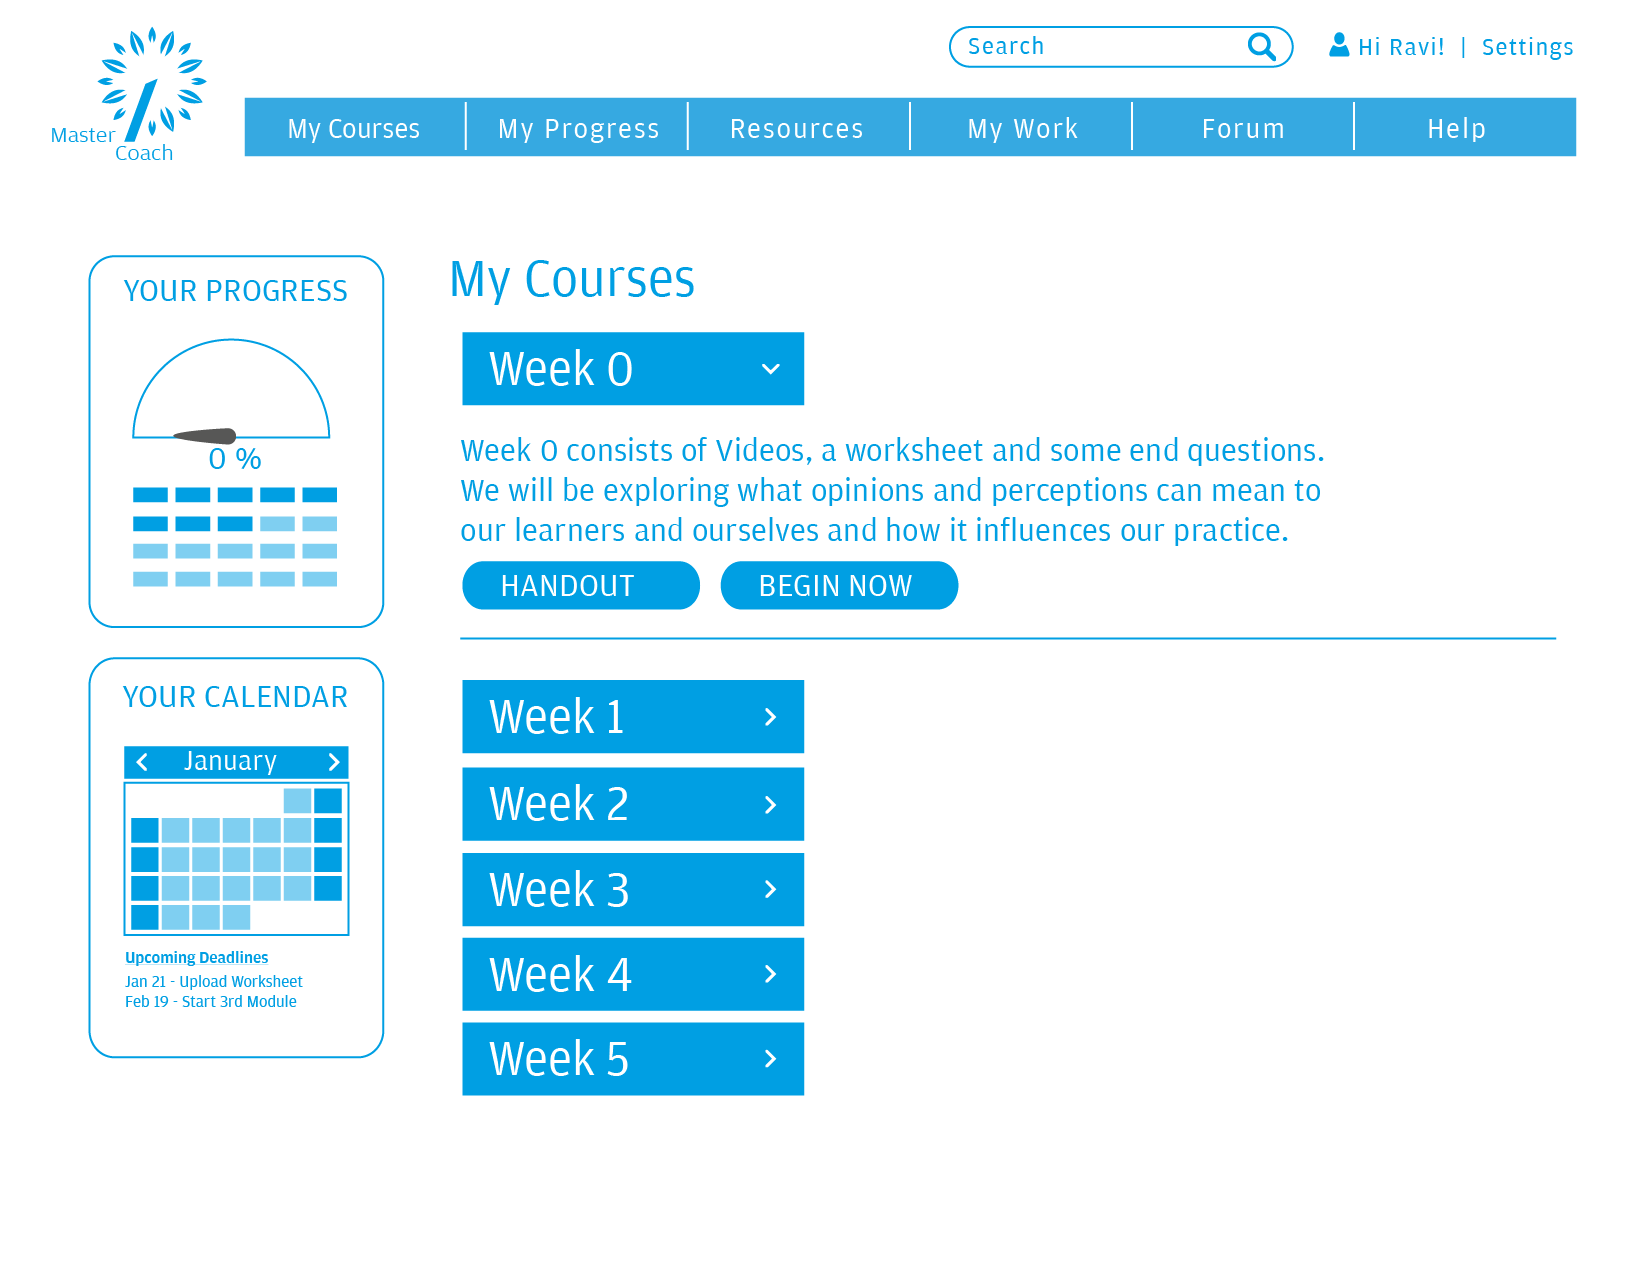 Master
Coach
Search
Hi Ravi! | Settings
My Courses
My Progress
Resources
My Work
Forum
Help
YOUR PROGRESS
0 %
YOUR CALENDAR
January
Upcoming Deadlines
Jan 21 - Upload Worksheet
Feb 19 - Start 3rd Module
My Courses
Week 0
Week 0 consists of Videos, a worksheet and some end questions.
We will be exploring what opinions and perceptions can mean to
our learners and ourselves and how it influences our practice.
HANDOUT
BEGIN NOW
Week 1
Week 2
Week 3
Week 4
Week 5